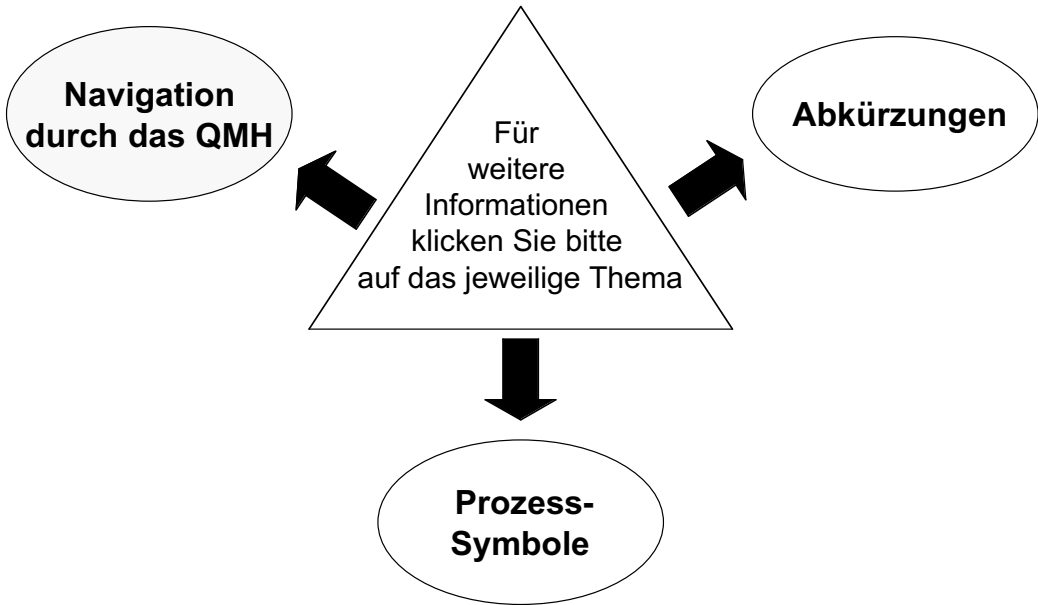 Navigation
durch das QMH
Abkürzungen
Für
weitere
Informationen
klicken Sie bitte
auf das jeweilige Thema
Prozess-
Symbole